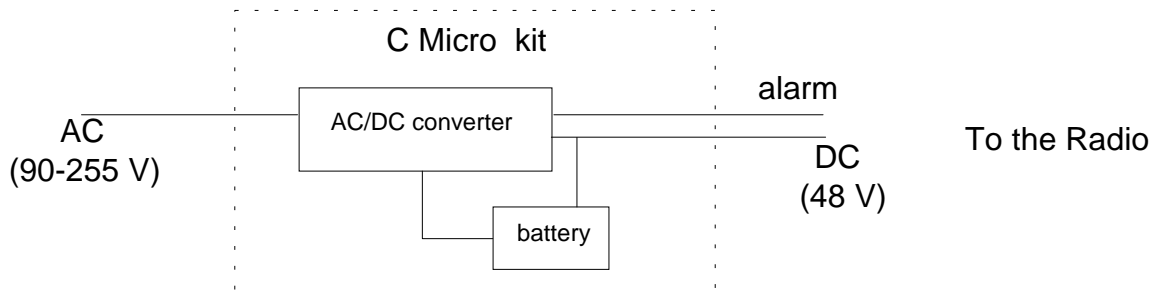 C Micro kit
alarm
AC/DC converter
AC
(90-255 V)
To the Radio
DC
(48 V)
battery